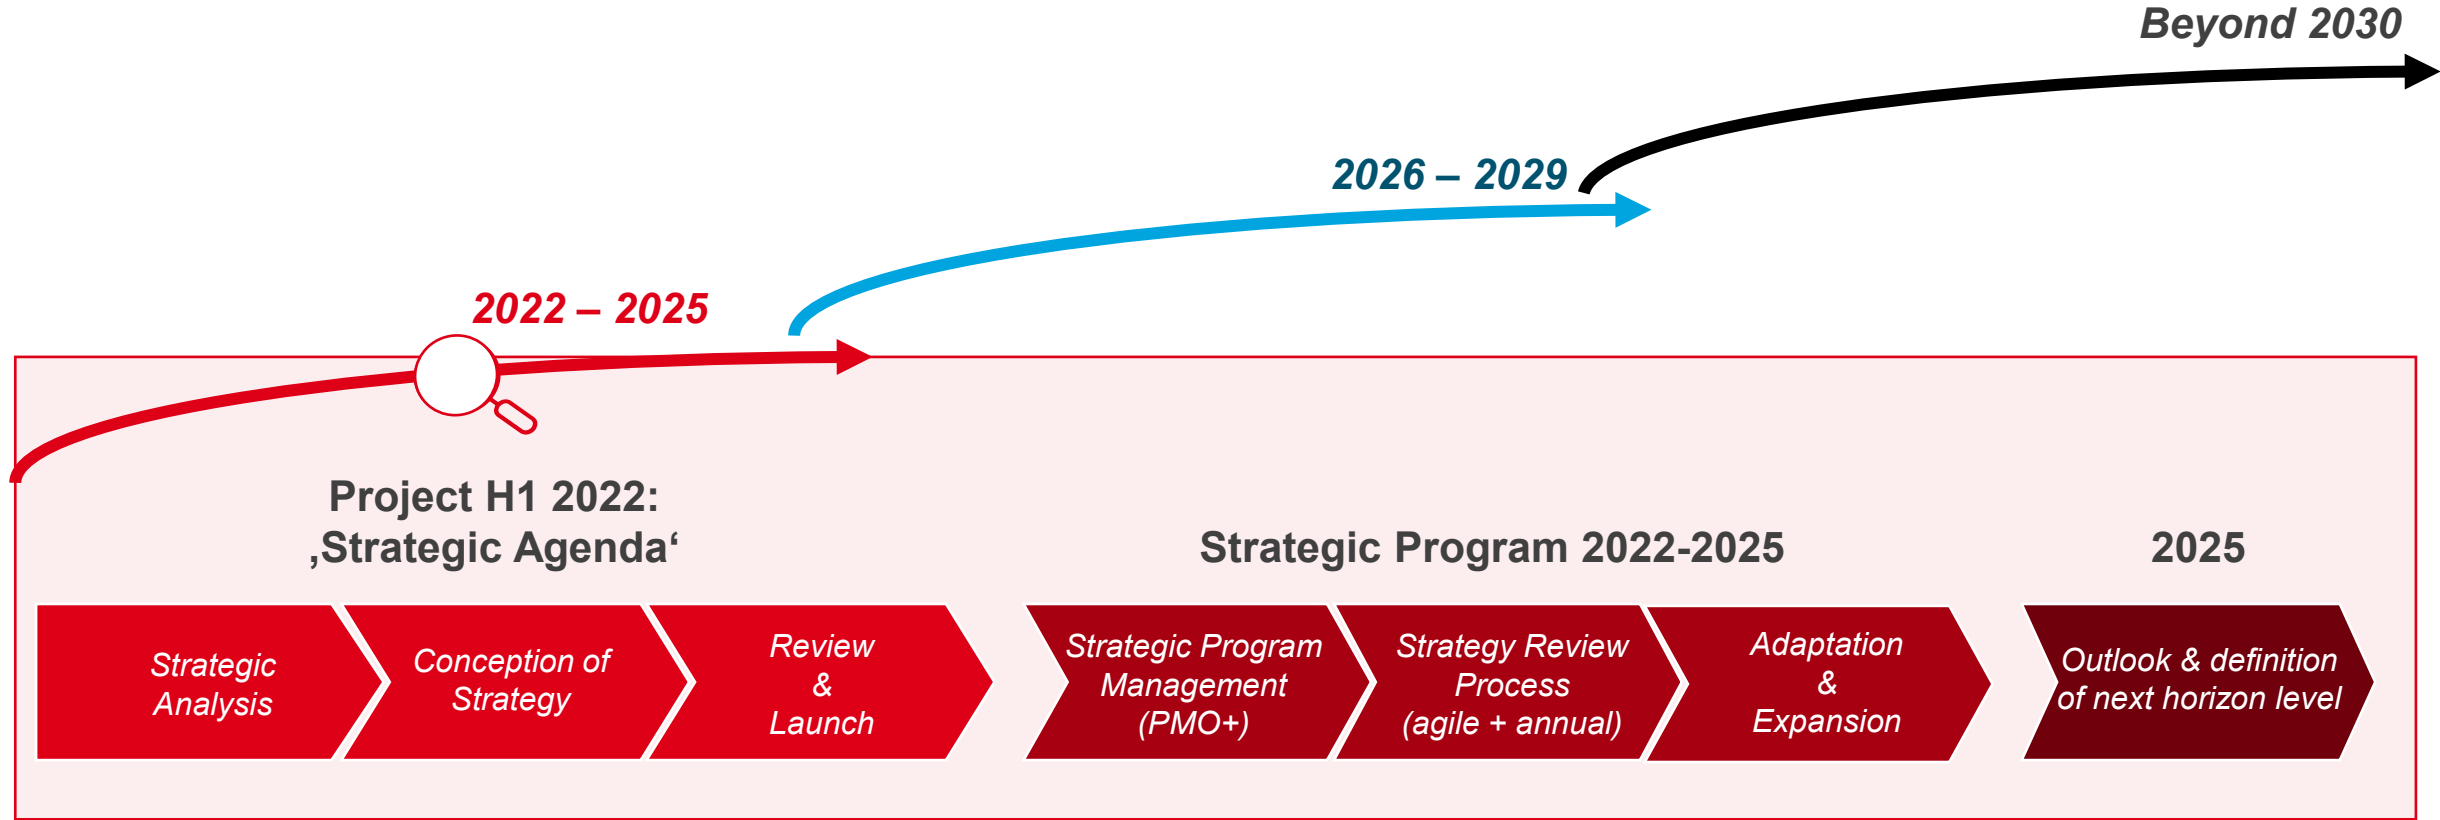 Beyond 2030
2026 – 2029
2022 – 2025
Project H1 2022:
‚Strategic Agenda‘
Strategic Program 2022-2025
2025
Strategic
Analysis
Conception of
Strategy
Review
&
Launch
Strategic Program
Management
(PMO+)
Strategy Review
Process
(agile + annual)
Adaptation
&
Expansion
Outlook & definition
of next horizon level